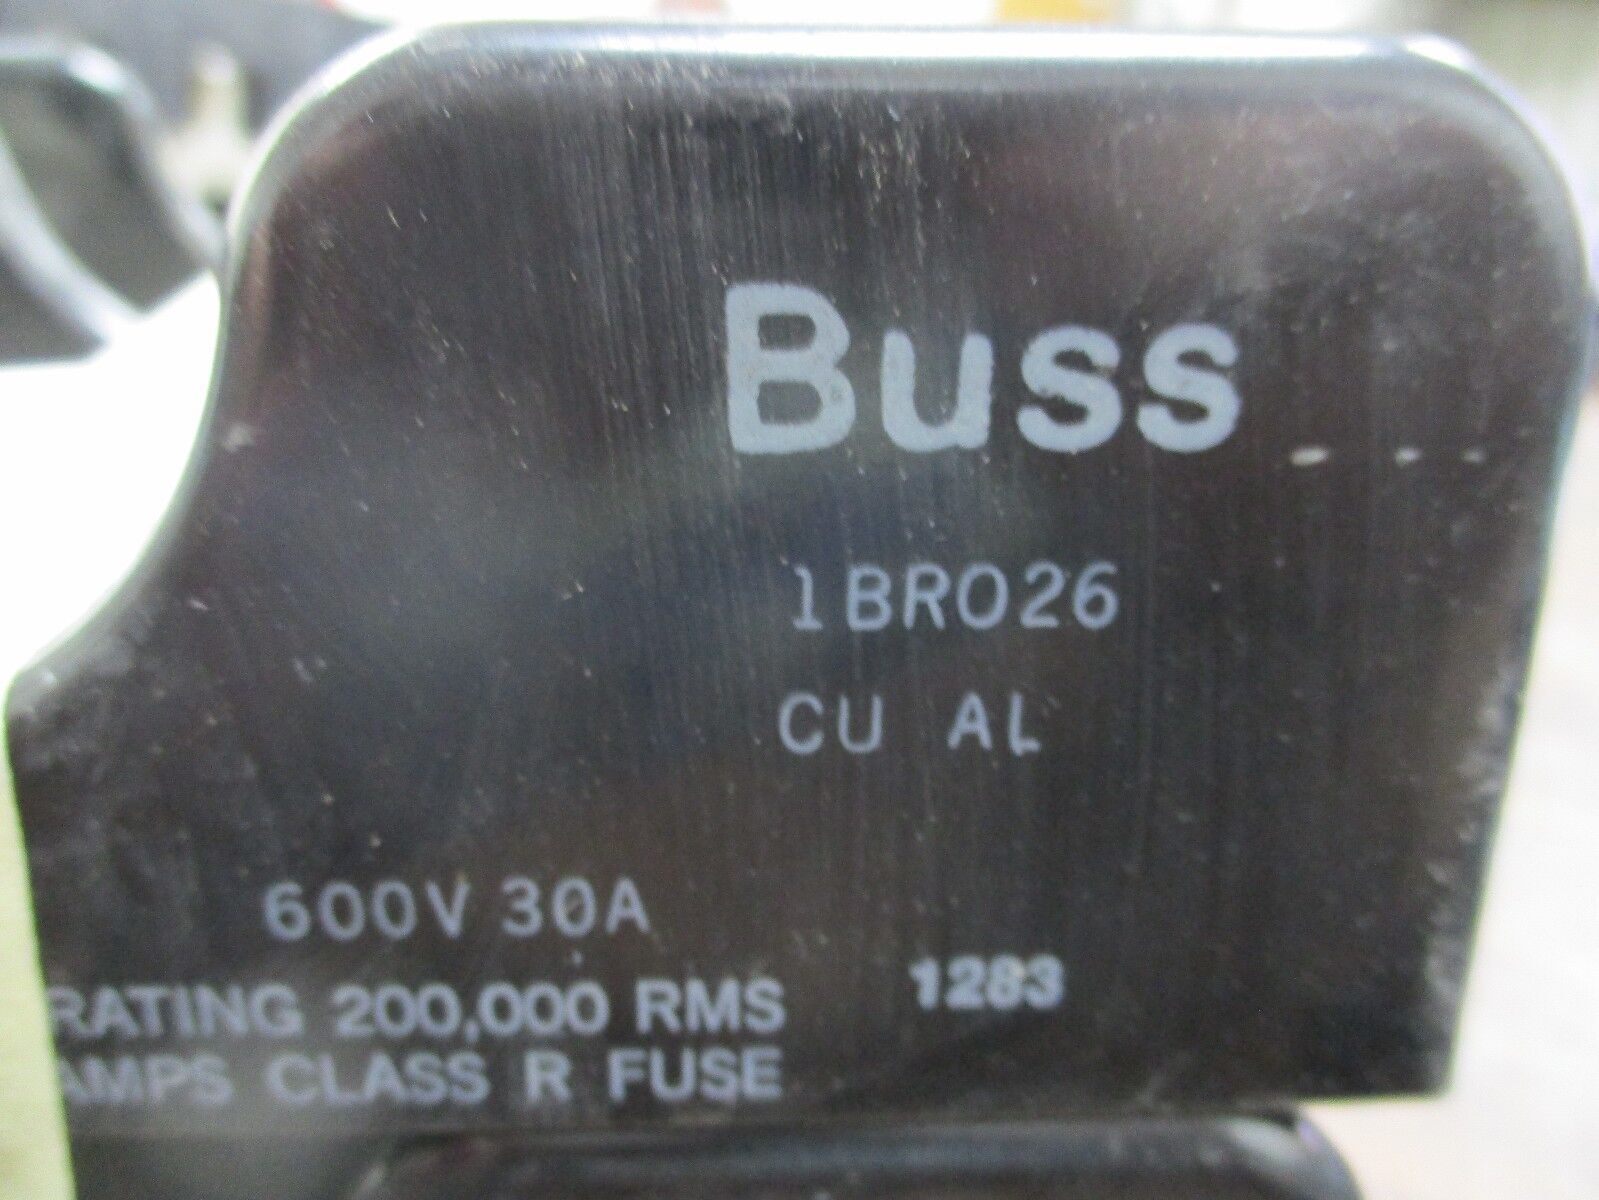 Buss
1BR026
CU AL
600V 30A
RATING 200,000 RMS
1283
AMPS CLASS R FUSE